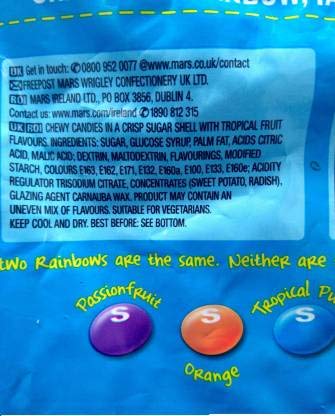 UK Get in touch: ✆0800 952 0077 @www.mars.co.uk/contact
✉FREEPOST MARS WRIGLEY CONFECTIONERY UK LTD.
ROI MARS IRELAND LTD., PO BOX 3856, DUBLIN 4.
Contact us: www.mars.com/ireland ✆1890 812 315
UK ROI CHEWY CANDIES IN A CRISP SUGAR SHELL WITH TROPICAL FRUIT
FLAVOURS. INGREDIENTS: SUGAR, GLUCOSE SYRUP, PALM FAT, ACIDS CITRIC
ACID, MALIC ACID; DEXTRIN, MALTODEXTRIN, FLAVOURINGS, MODIFIED
STARCH, COLOURS E163, E162, E171, E132, E160a, E100, E133, E160e; ACIDITY
REGULATOR TRISODIUM CITRATE, CONCENTRATES (SWEET POTATO, RADISH),
GLAZING AGENT CARNAUBA WAX. PRODUCT MAY CONTAIN AN
UNEVEN MIX OF FLAVOURS. SUITABLE FOR VEGETARIANS.
KEEP COOL AND DRY. BEST BEFORE: SEE BOTTOM.
two Rainbows are the same. Neither are
Passionfruit
Tropical
S
S
S
Orange